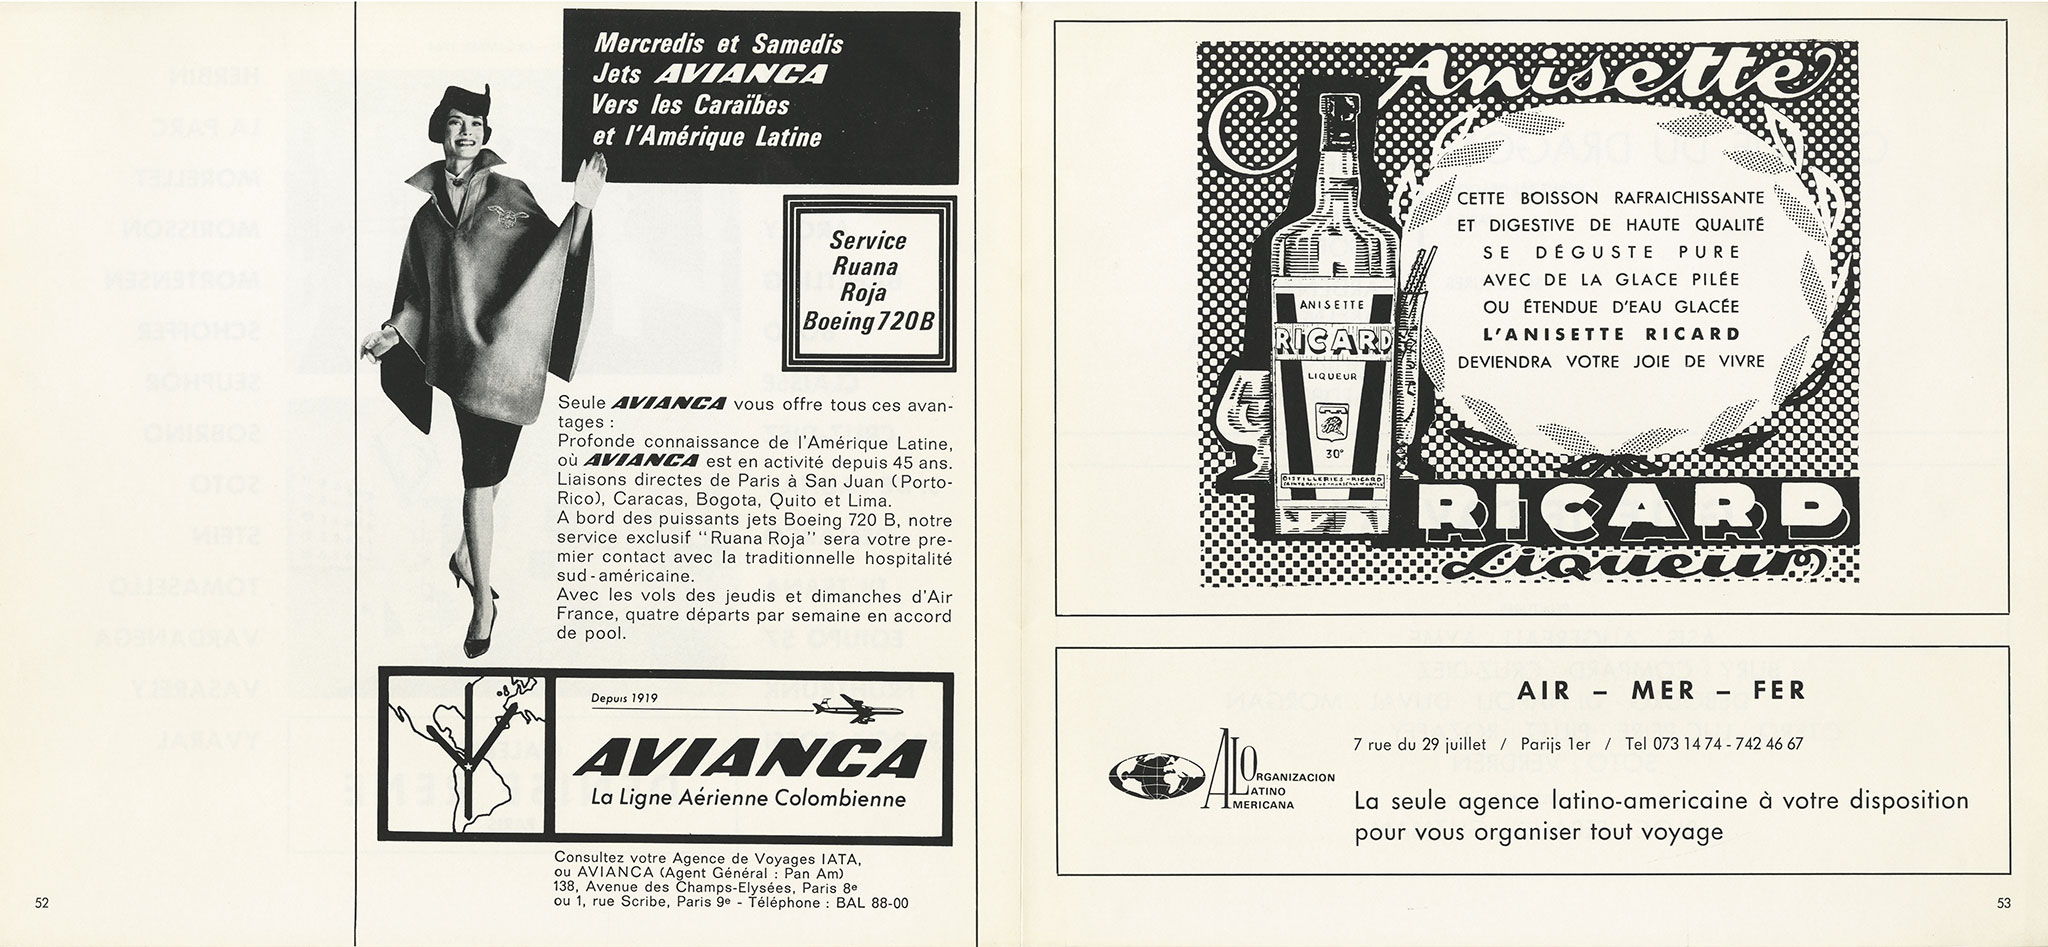 Mercredis et Samedis
Jets AVIANCA
Vers les Caraïbes
et l'Amérique Latine
Service
Ruana
Roja
Boeing 720 B
Seule AVIANCA vous offre tous ces avan-
tages :
Profonde connaissance de l'Amérique Latine,
où AVIANCA est en activité depuis 45 ans.
Liaisons directes de Paris à San Juan (Porto-
Rico), Caracas, Bogota, Quito et Lima.
A bord des puissants jets Boeing 720 B, notre
service exclusif "Ruana Roja" sera votre pre-
mier contact avec la traditionnelle hospitalité
sud-américaine.
Avec les vols des jeudis et dimanches d'Air
France, quatre départs par semaine en accord
de pool.
Depuis 1919
AVIANCA
La Ligne Aérienne Colombienne
Consultez votre Agence de Voyages IATA,
ou AVIANCA (Agent Général : Pan Am)
138, Avenue des Champs-Elysées, Paris 8e
ou 1, rue Scribe, Paris 9e - Téléphone : BAL 88-00
52
Anisette
CETTE BOISSON RAFRAICHISSANTE
ET DIGESTIVE DE HAUTE QUALITÉ
SE DÉGUSTE PURE
AVEC DE LA GLACE PILÉE
OU ÉTENDUE D'EAU GLACÉE
L'ANISETTE RICARD
DEVIENDRA VOTRE JOIE DE VIVRE
ANISETTE
RICARD
LIQUEUR
30°
DISTILLERIES - RICARD
RICARD
Liqueur
AIR – MER – FER
7 rue du 29 juillet / Parijs 1er / Tel 073 14 74 - 742 46 67
ORGANIZACION
LATINO
AMERICANA
La seule agence latino-americaine à votre disposition
pour vous organiser tout voyage
53